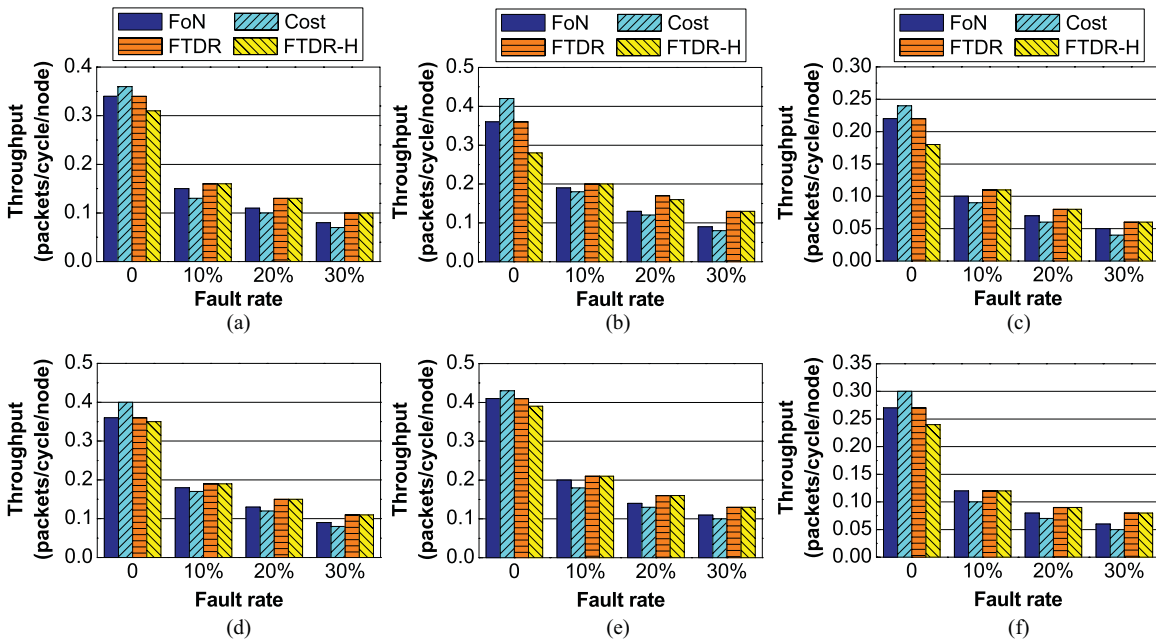 FoN Cost
FTDR FTDR-H
Throughput
(packets/cycle/node)
0.4
0.3
0.2
0.1
0.0
0 10% 20% 30%
Fault rate
(a)
FoN Cost
FTDR FTDR-H
Throughput
(packets/cycle/node)
0.5
0.4
0.3
0.2
0.1
0.0
0 10% 20% 30%
Fault rate
(b)
FoN Cost
FTDR FTDR-H
Throughput
(packets/cycle/node)
0.30
0.25
0.20
0.15
0.10
0.05
0.00
0 10% 20% 30%
Fault rate
(c)
Throughput
(packets/cycle/node)
0.5
0.4
0.3
0.2
0.1
0.0
0 10% 20% 30%
Fault rate
(d)
Throughput
(packets/cycle/node)
0.5
0.4
0.3
0.2
0.1
0.0
0 10% 20% 30%
Fault rate
(e)
Throughput
(packets/cycle/node)
0.35
0.30
0.25
0.20
0.15
0.10
0.05
0.00
0 10% 20% 30%
Fault rate
(f)